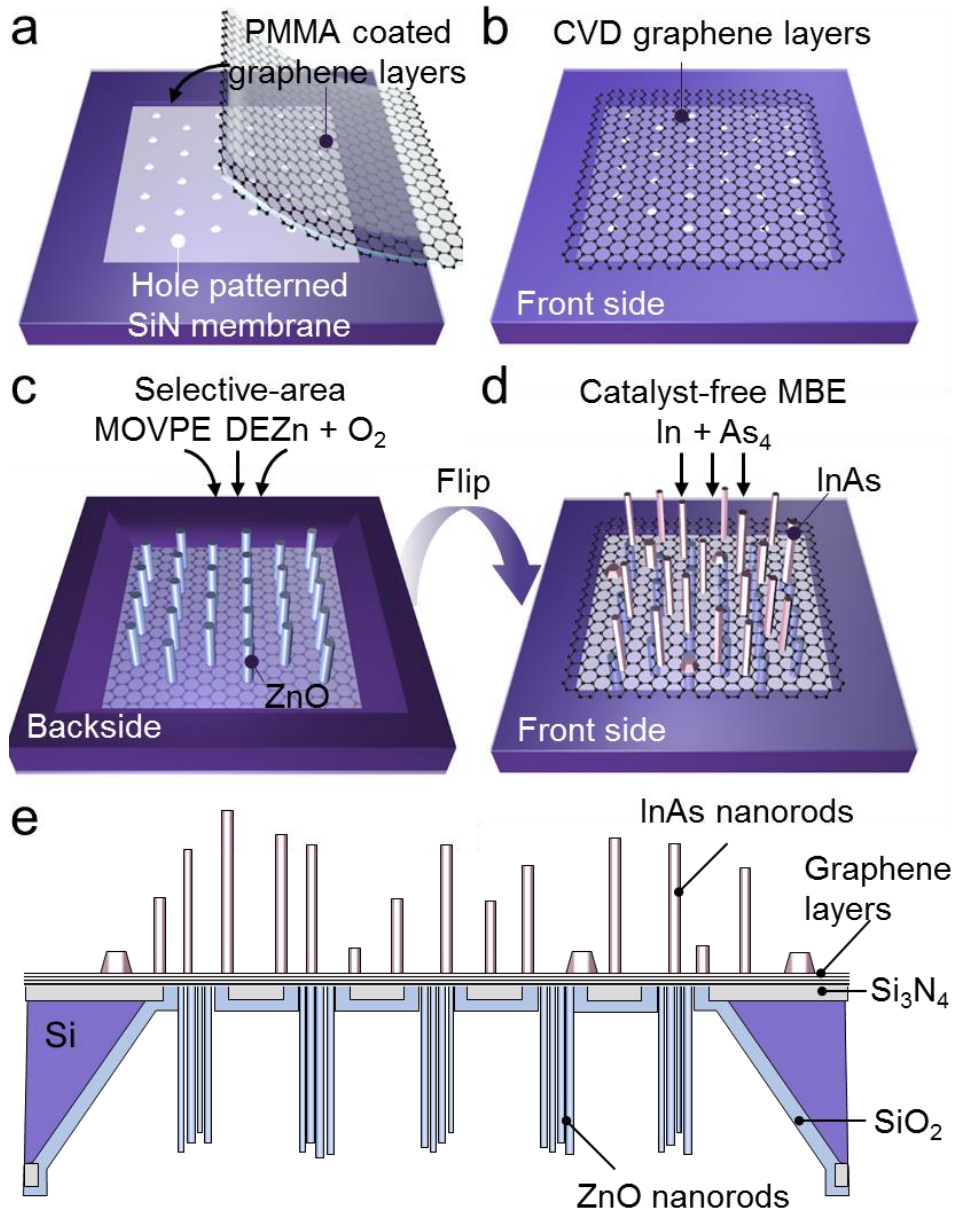 a
PMMA coated
graphene layers
Hole patterned
SiN membrane
b
CVD graphene layers
Front side
c
Selective-area
MOVPE DEZn + O₂
ZnO
Backside
Flip
d
Catalyst-free MBE
In + As₄
InAs
Front side
e
InAs nanorods
Graphene
layers
Si₃N₄
Si
SiO₂
ZnO nanorods